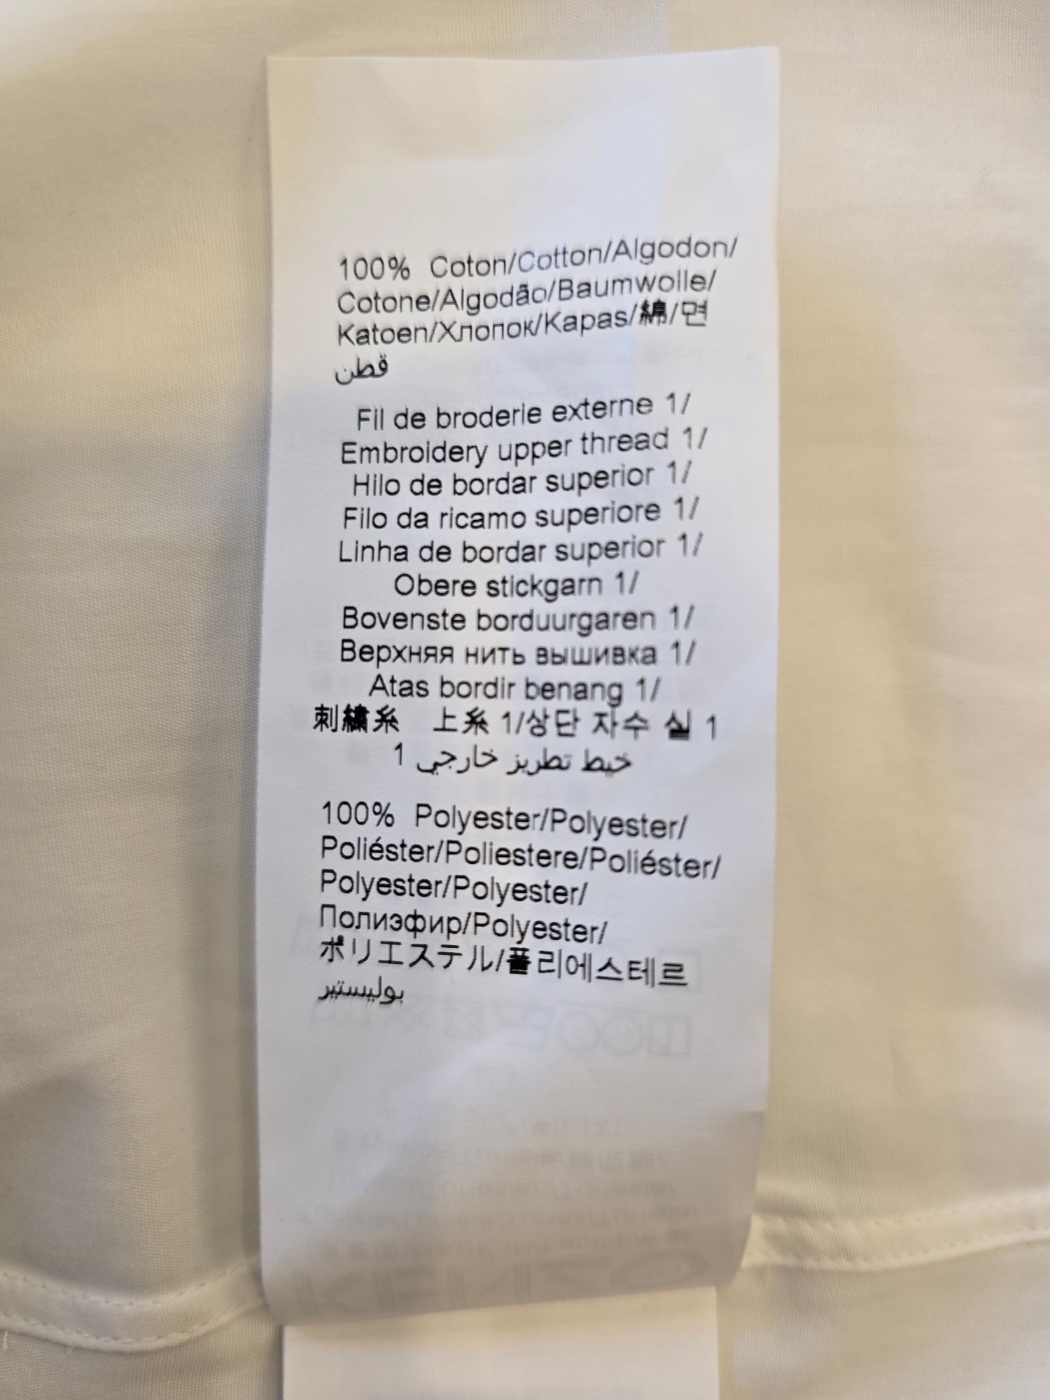 100% Coton/Cotton/Algodon/
Cotone/Algodão/Baumwolle/
Katoen/Хлопок/Kapas/綿/면
قطن
Fil de broderie externe 1/
Embroidery upper thread 1/
Hilo de bordar superior 1/
Filo da ricamo superiore 1/
Linha de bordar superior 1/
Obere stickgarn 1/
Bovenste borduurgaren 1/
Верхняя нить вышивка 1/
Atas bordir benang 1/
刺繍糸　上糸 1/상단 자수 실 1
خيط تطريز خارجي 1
100% Polyester/Polyester/
Poliéster/Poliestere/Poliéster/
Polyester/Polyester/
Полиэфир/Polyester/
ポリエステル/폴리에스테르
بوليستير
KENZO